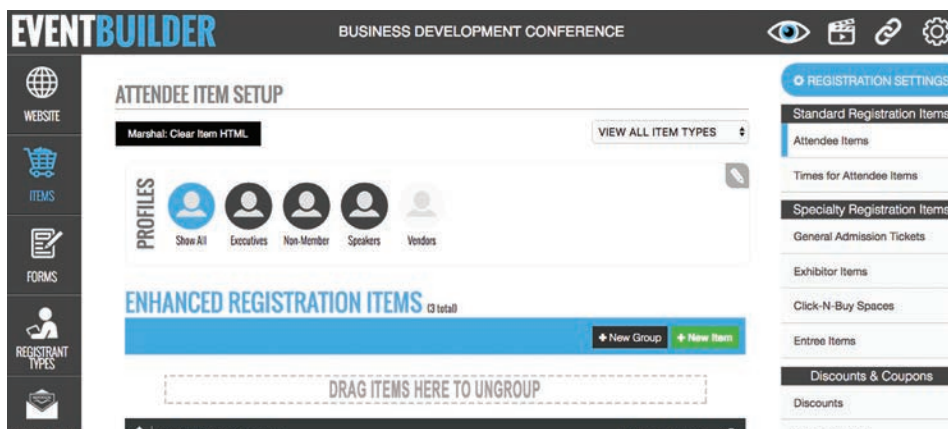 EVENTBUILDER
BUSINESS DEVELOPMENT CONFERENCE
WEBSITE
ITEMS
FORMS
REGISTRANT
TYPES
ATTENDEE ITEM SETUP
Marshal: Clear Item HTML
VIEW ALL ITEM TYPES
PROFILES
Show All
Executives
Non-Member
Speakers
Vendors
ENHANCED REGISTRATION ITEMS (3 total)
+ New Group
+ New Item
DRAG ITEMS HERE TO UNGROUP
REGISTRATION SETTINGS
Standard Registration Items
Attendee Items
Times for Attendee Items
Specialty Registration Items
General Admission Tickets
Exhibitor Items
Click-N-Buy Spaces
Entree Items
Discounts & Coupons
Discounts